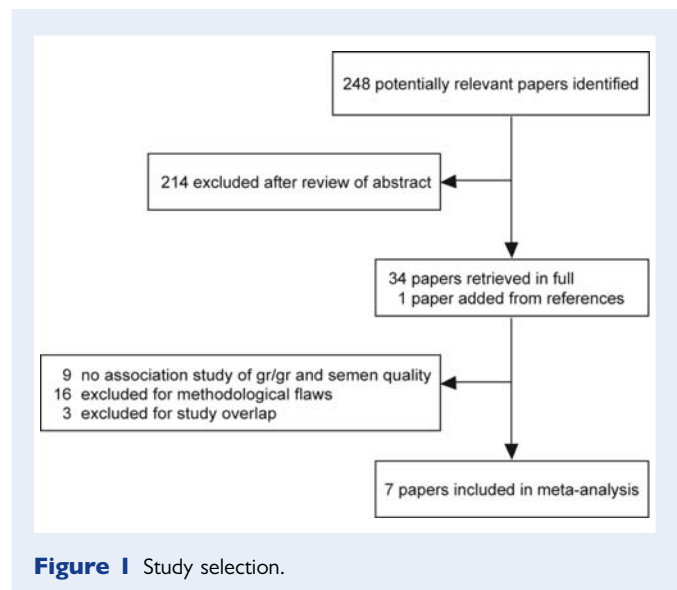 248 potentially relevant papers identified
214 excluded after review of abstract
34 papers retrieved in full
1 paper added from references
9 no association study of gr/gr and semen quality
16 excluded for methodological flaws
3 excluded for study overlap
7 papers included in meta-analysis
Figure 1 Study selection.